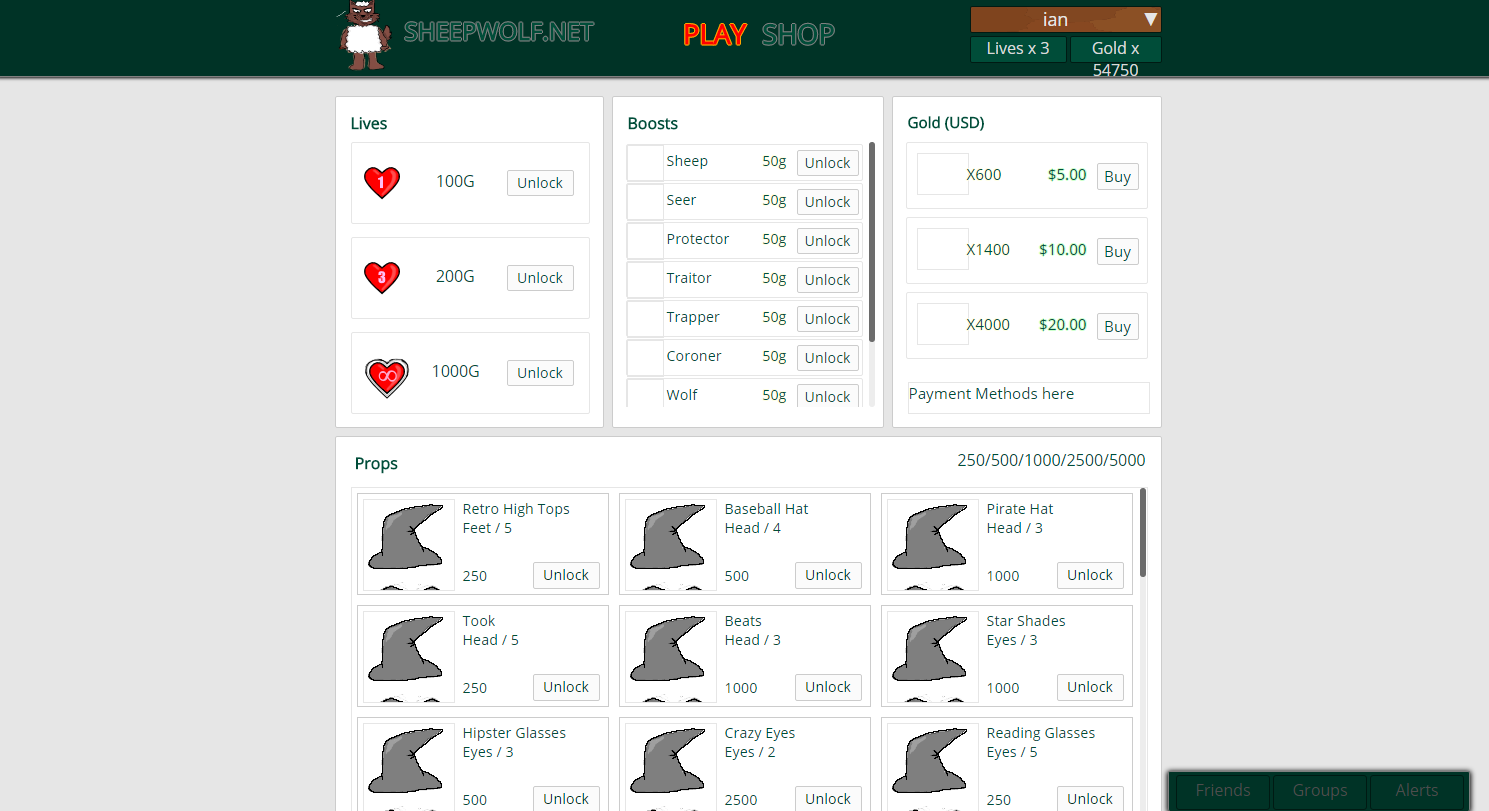 SHEEPWOLF.NET
PLAY SHOP
ian ▼
Lives x 3
Gold x
54750
Lives
1
100G
Unlock
3
200G
Unlock
∞
1000G
Unlock
Boosts
Sheep 50g Unlock
Seer 50g Unlock
Protector 50g Unlock
Traitor 50g Unlock
Trapper 50g Unlock
Coroner 50g Unlock
Wolf 50g Unlock
Gold (USD)
X600 $5.00 Buy
X1400 $10.00 Buy
X4000 $20.00 Buy
Payment Methods here
Props
250/500/1000/2500/5000
Retro High Tops
Feet / 5
250 Unlock
Baseball Hat
Head / 4
500 Unlock
Pirate Hat
Head / 3
1000 Unlock
Took
Head / 5
250 Unlock
Beats
Head / 3
1000 Unlock
Star Shades
Eyes / 3
1000 Unlock
Hipster Glasses
Eyes / 3
500 Unlock
Crazy Eyes
Eyes / 2
2500 Unlock
Reading Glasses
Eyes / 5
250 Unlock
Friends Groups Alerts